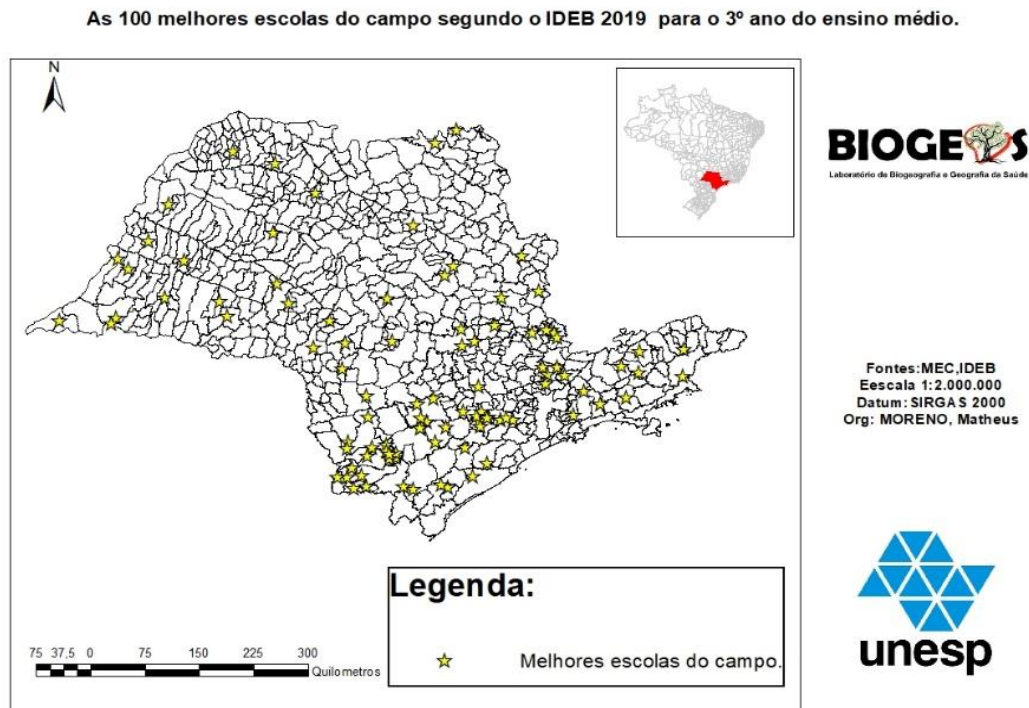 As 100 melhores escolas do campo segundo o IDEB 2019 para o 3º ano do ensino médio.
N
BIOGEOS
Laboratório de Biogeografia e Geografia da Saúde
Fontes:MEC,IDEB
Eescala 1:2.000.000
Datum: SIRGAS 2000
Org: MORENO, Matheus
Legenda:
Melhores escolas do campo.
75 37,5 0 75 150 225 300
Quilometros
unesp